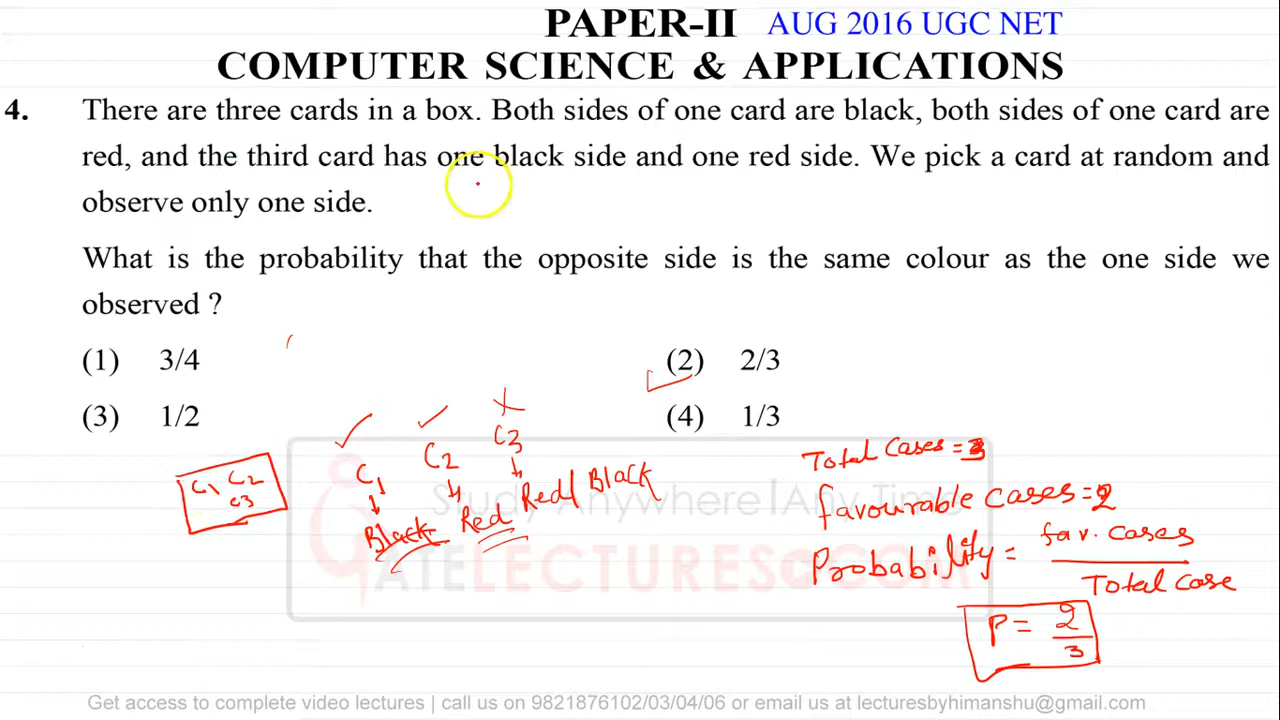 PAPER-II AUG 2016 UGC NET
COMPUTER SCIENCE & APPLICATIONS
4. There are three cards in a box. Both sides of one card are black, both sides of one card are
red, and the third card has one black side and one red side. We pick a card at random and
observe only one side.
What is the probability that the opposite side is the same colour as the one side we
observed ?
(1) 3/4 (2) 2/3
(3) 1/2 (4) 1/3
C1 C2
C3
C1 C2 C3
Black Red Red/Black
Total Cases = 3
favourable cases = 2
Probability = fav. cases
Total Case
P = 2
3
Study Anywhere | Any Time
GATELECTURES.COM
Get access to complete video lectures | call us on 9821876102/03/04/06 or email us at lecturesbyhimanshu@gmail.com